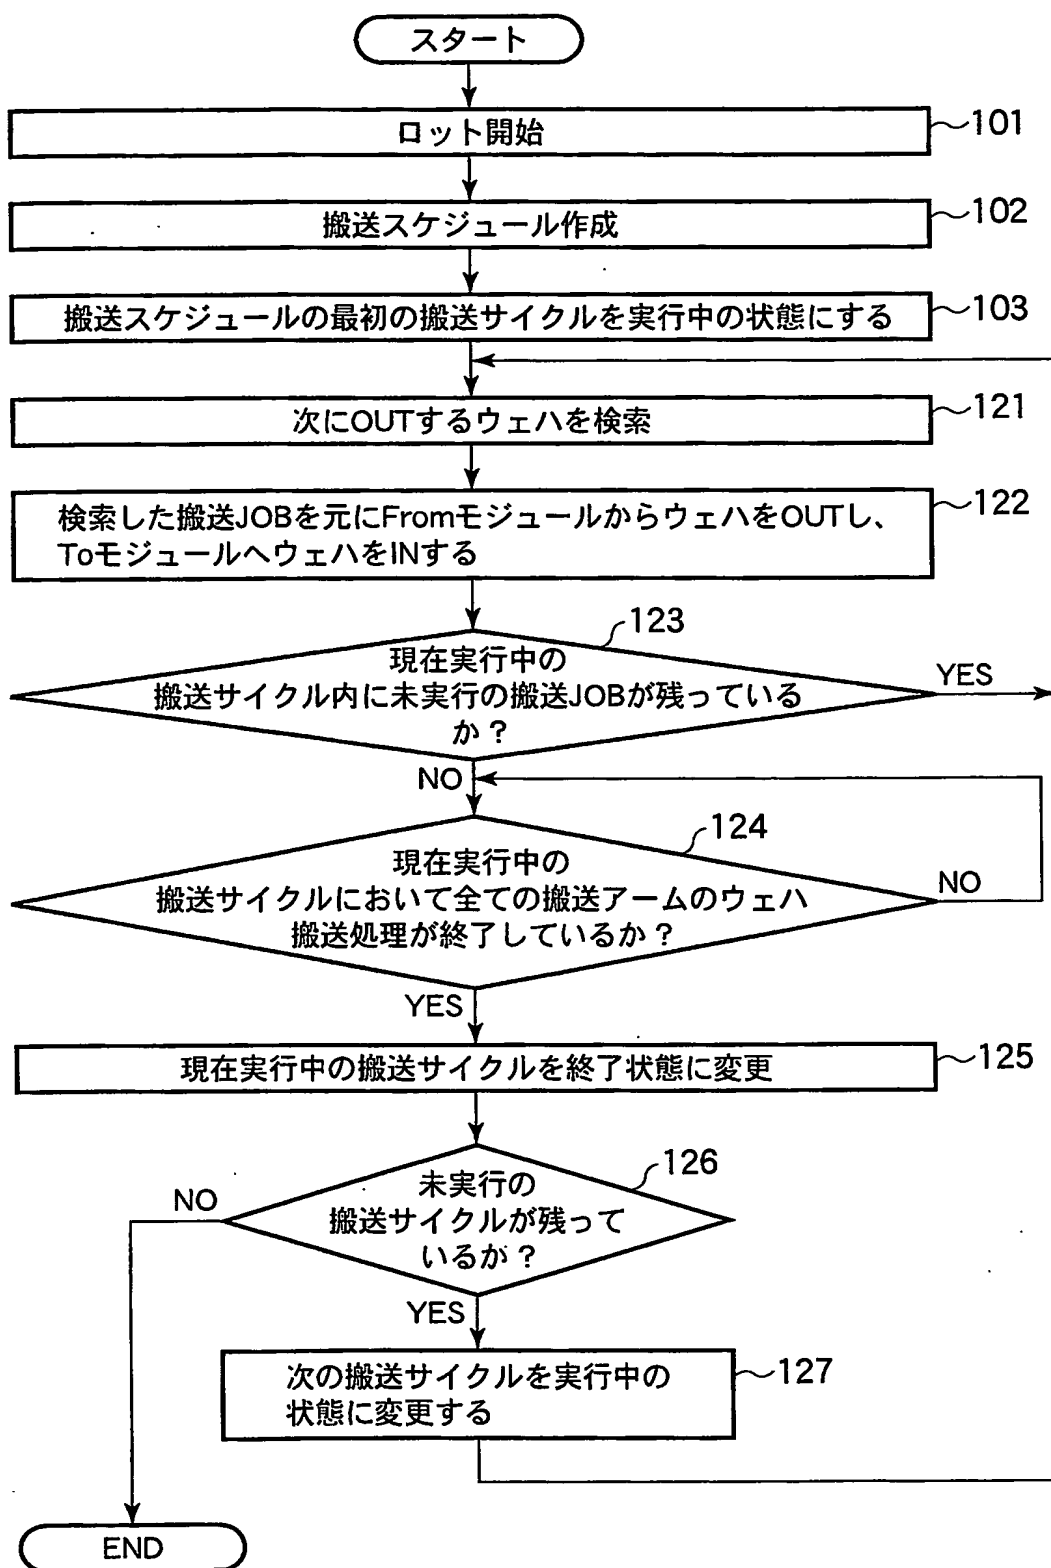 スタート
ロット開始
101
搬送スケジュール作成
102
搬送スケジュールの最初の搬送サイクルを実行中の状態にする
103
次にOUTするウェハを検索
121
検索した搬送JOBを元にFromモジュールからウェハをOUTし、
ToモジュールへウェハをINする
122
123
現在実行中の
搬送サイクル内に未実行の搬送JOBが残っている
か？
YES
NO
124
現在実行中の
搬送サイクルにおいて全ての搬送アームのウェハ
搬送処理が終了しているか？
NO
YES
現在実行中の搬送サイクルを終了状態に変更
125
126
未実行の
搬送サイクルが残って
いるか？
NO
YES
次の搬送サイクルを実行中の
状態に変更する
127
END